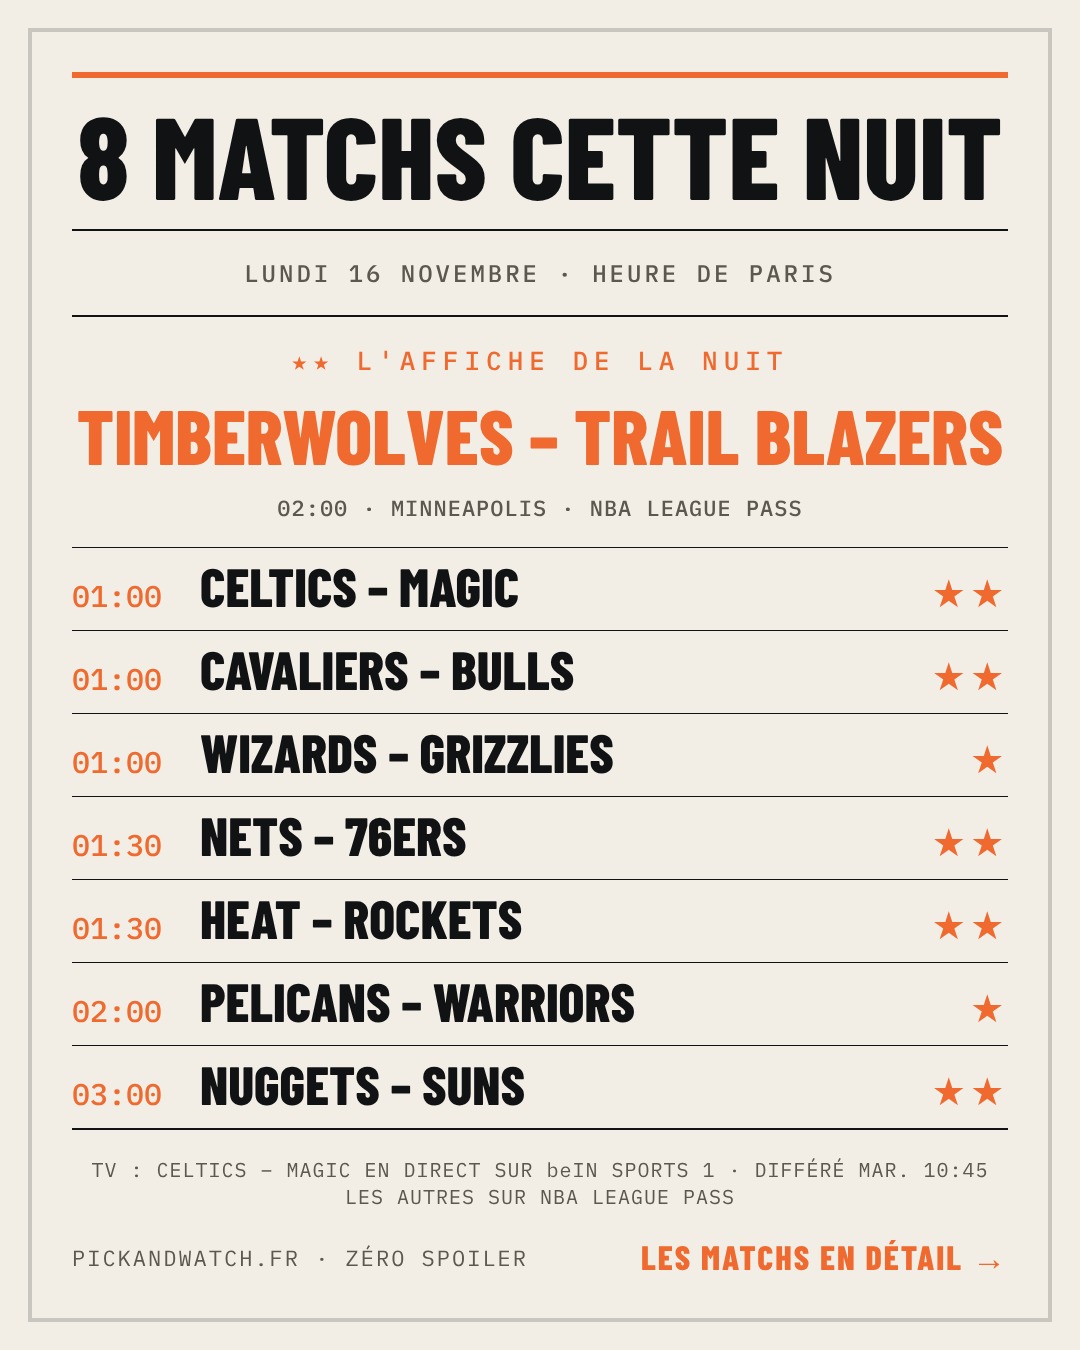 8 MATCHS CETTE NUIT
LUNDI 16 NOVEMBRE · HEURE DE PARIS
★★ L'AFFICHE DE LA NUIT
TIMBERWOLVES – TRAIL BLAZERS
02:00 · MINNEAPOLIS · NBA LEAGUE PASS
01:00 CELTICS – MAGIC ★★
01:00 CAVALIERS – BULLS ★★
01:00 WIZARDS – GRIZZLIES ★
01:30 NETS – 76ERS ★★
01:30 HEAT – ROCKETS ★★
02:00 PELICANS – WARRIORS ★
03:00 NUGGETS – SUNS ★★
TV : CELTICS – MAGIC EN DIRECT SUR beIN SPORTS 1 · DIFFÉRÉ MAR. 10:45
LES AUTRES SUR NBA LEAGUE PASS
PICKANDWATCH.FR · ZÉRO SPOILER LES MATCHS EN DÉTAIL →